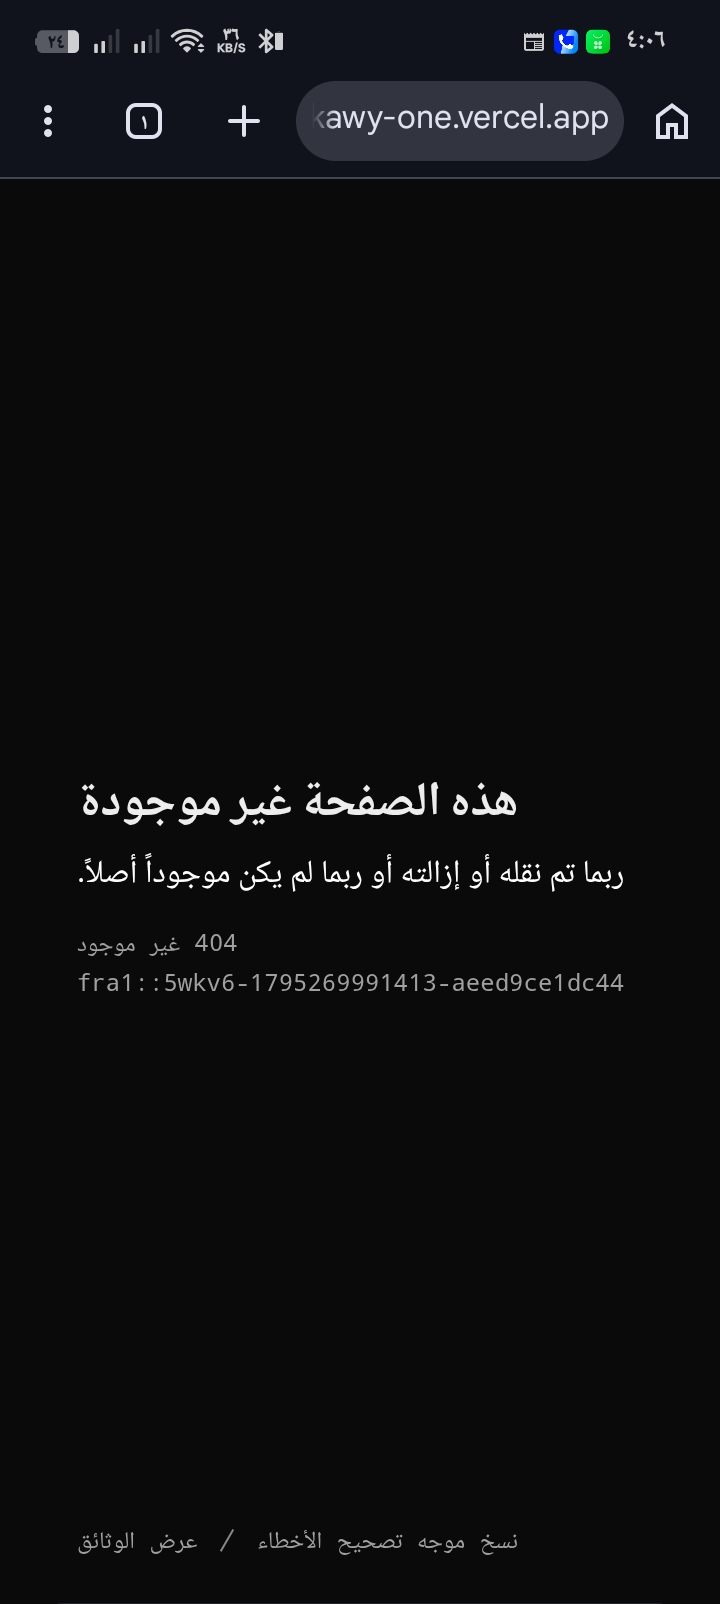 ٢٤
٣٦
KB/S
٤:٠٦
١
kawy-one.vercel.app
هذه الصفحة غير موجودة
ربما تم نقله أو إزالته أو ربما لم يكن موجوداً أصلاً.
404 غير موجود
fra1::5wkv6-1795269991413-aeed9ce1dc44
نسخ موجه تصحيح الأخطاء / عرض الوثائق